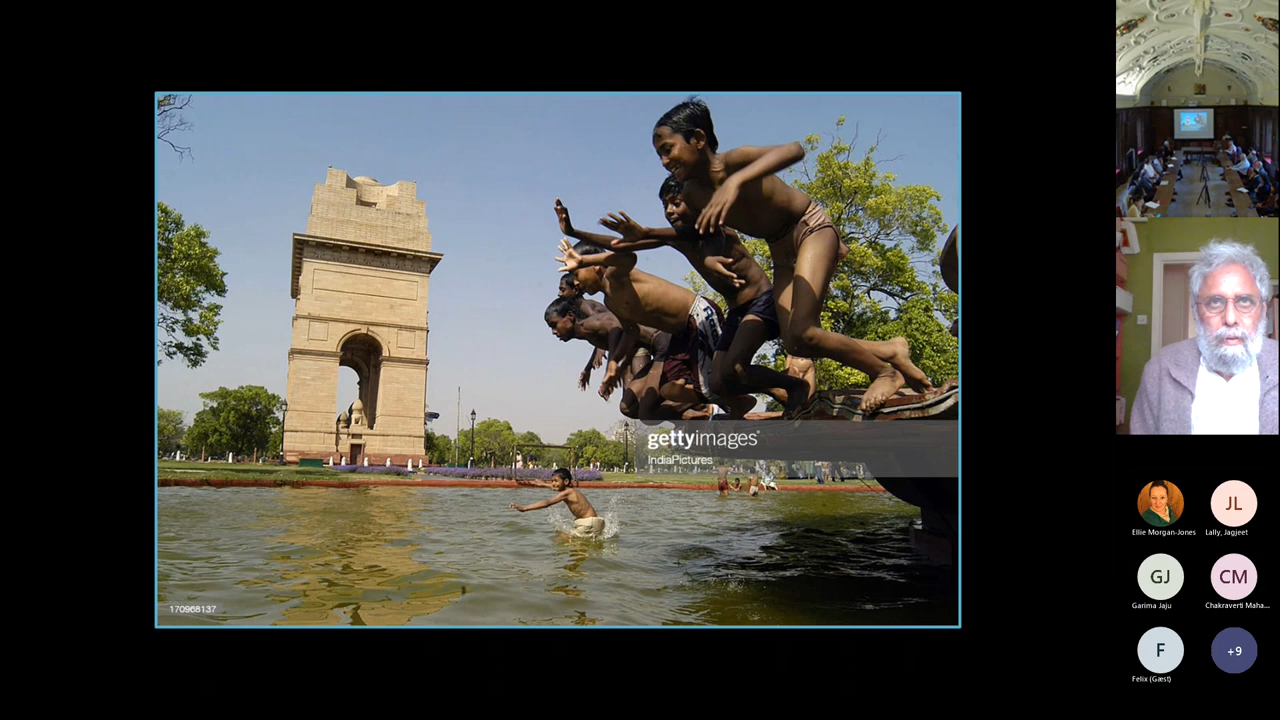 gettyimages®
IndiaPictures
170968137
Ellie Morgan-Jones
Lally, Jagjeet
JL
GJ
CM
Garima Jaju
Chakraverti Maha...
F
+9
Felix (Gæst)